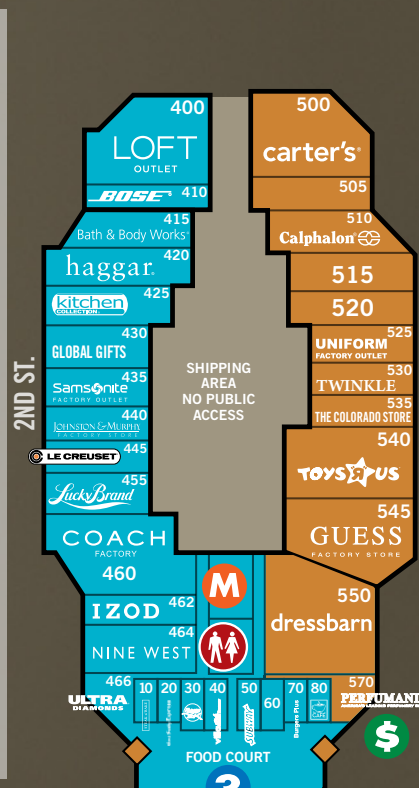 400
LOFT
OUTLET
BOSE
410
415
Bath & Body Works
420
haggar.
425
kitchen
COLLECTION
430
GLOBAL GIFTS
435
Samsonite
FACTORY OUTLET
440
JOHNSTON & MURPHY
FACTORY STORE
LE CREUSET
445
455
Lucky Brand
COACH
FACTORY
460
IZOD
462
464
NINE WEST
466
ULTRA
DIAMONDS
2ND ST.
SHIPPING
AREA
NO PUBLIC
ACCESS
500
carter's®
505
510
Calphalon
515
520
525
UNIFORM
FACTORY OUTLET
530
TWINKLE
535
THE COLORADO STORE
540
TOYS R US
545
GUESS
FACTORY STORE
550
dressbarn
570
PERFUMANI
$
M
10 20 30 40 50 60 70 80
SUBWAY
Burgers Plus
FOOD COURT